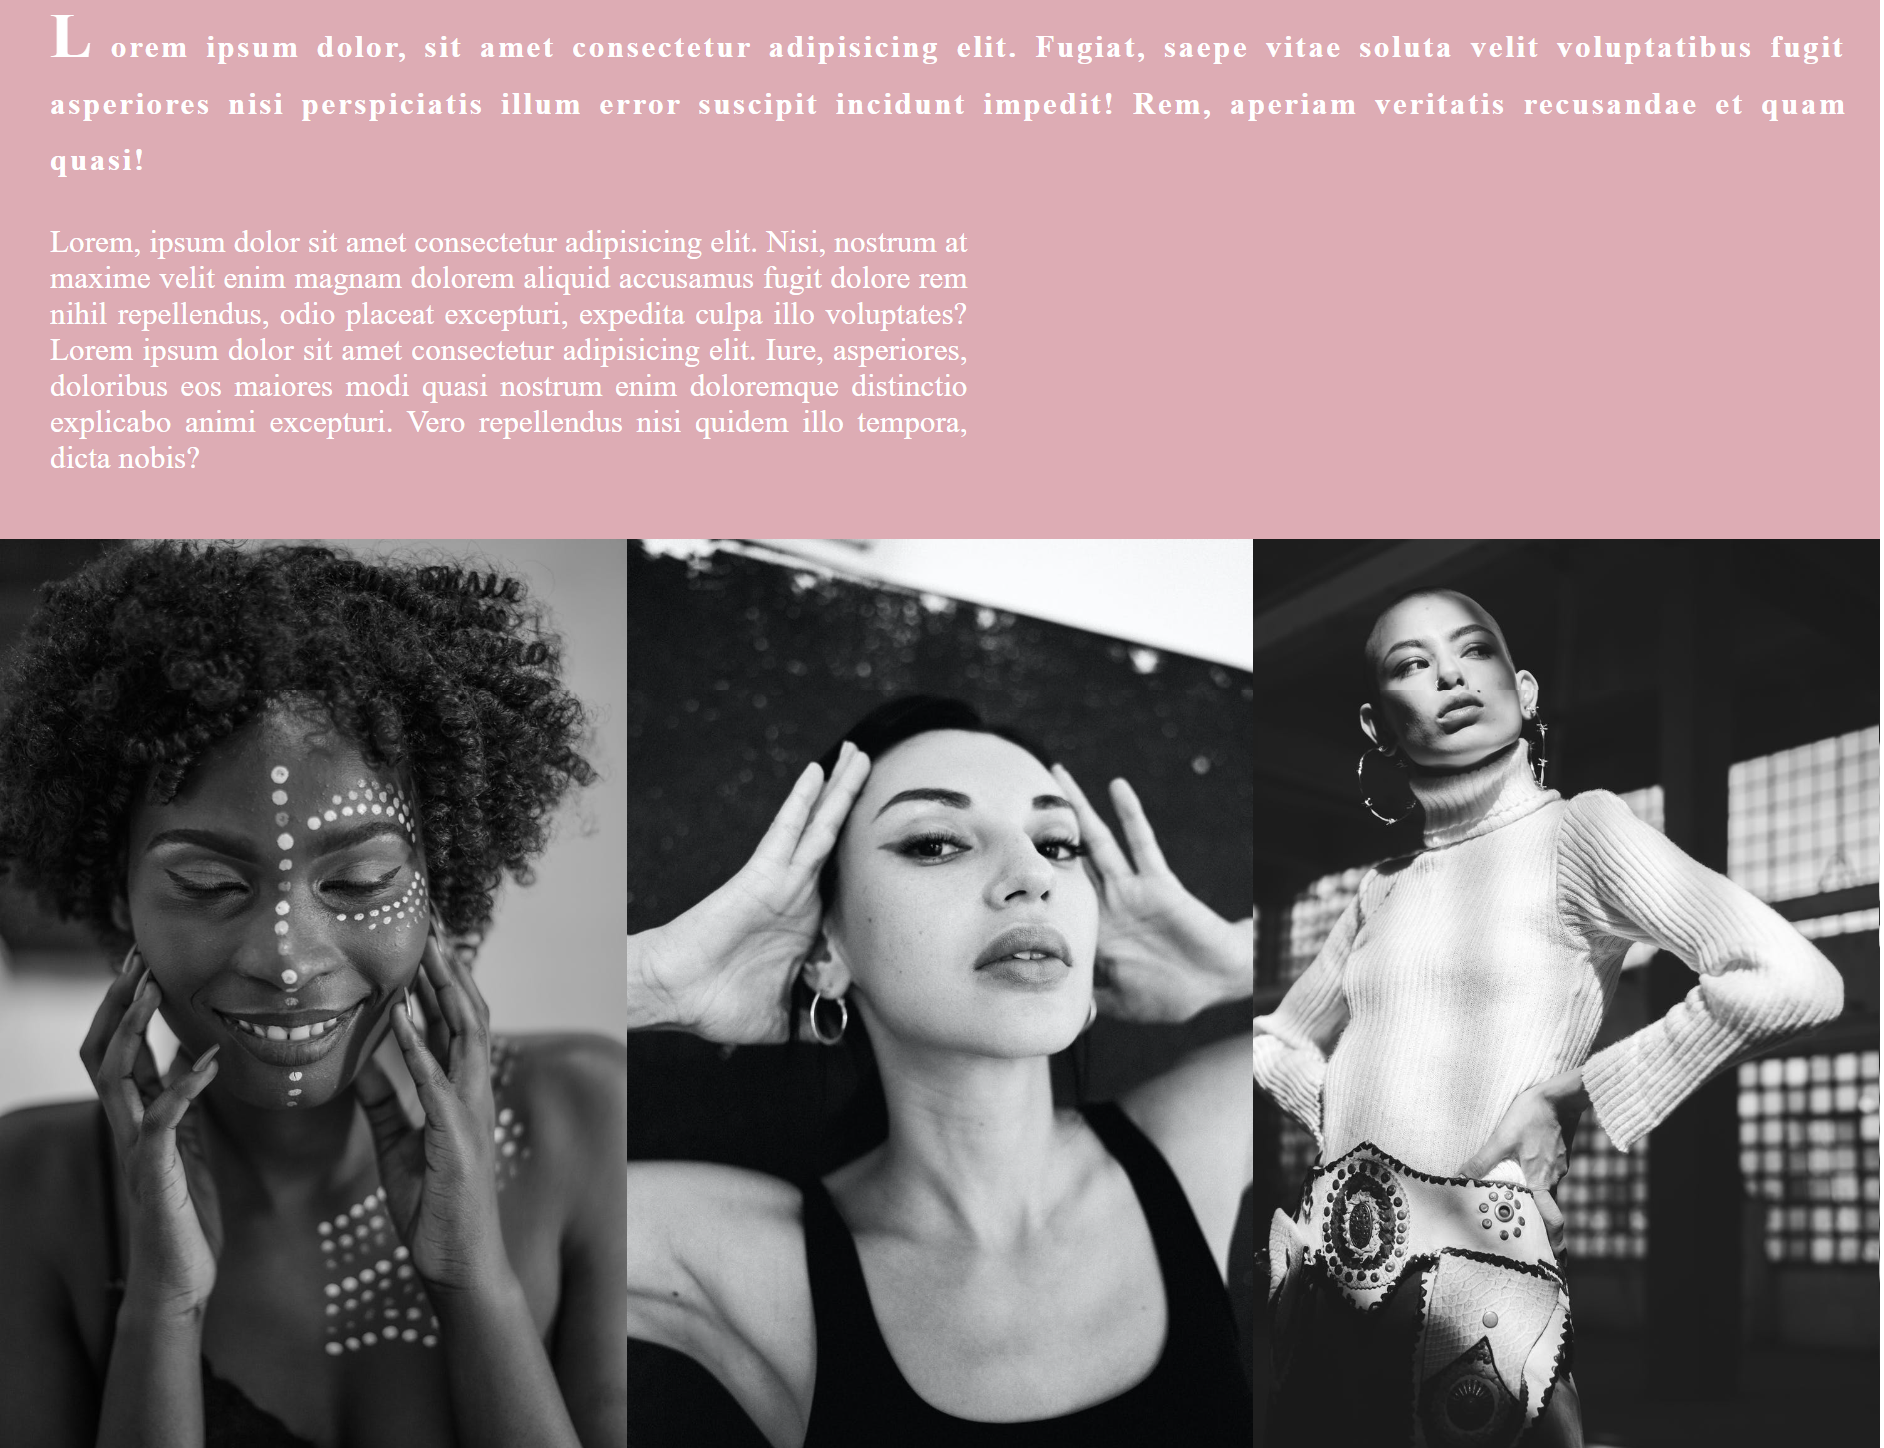 Lorem ipsum dolor, sit amet consectetur adipisicing elit. Fugiat, saepe vitae soluta velit voluptatibus fugit
asperiores nisi perspiciatis illum error suscipit incidunt impedit! Rem, aperiam veritatis recusandae et quam
quasi!
Lorem, ipsum dolor sit amet consectetur adipisicing elit. Nisi, nostrum at
maxime velit enim magnam dolorem aliquid accusamus fugit dolore rem
nihil repellendus, odio placeat excepturi, expedita culpa illo voluptates?
Lorem ipsum dolor sit amet consectetur adipisicing elit. Iure, asperiores,
doloribus eos maiores modi quasi nostrum enim doloremque distinctio
explicabo animi excepturi. Vero repellendus nisi quidem illo tempora,
dicta nobis?